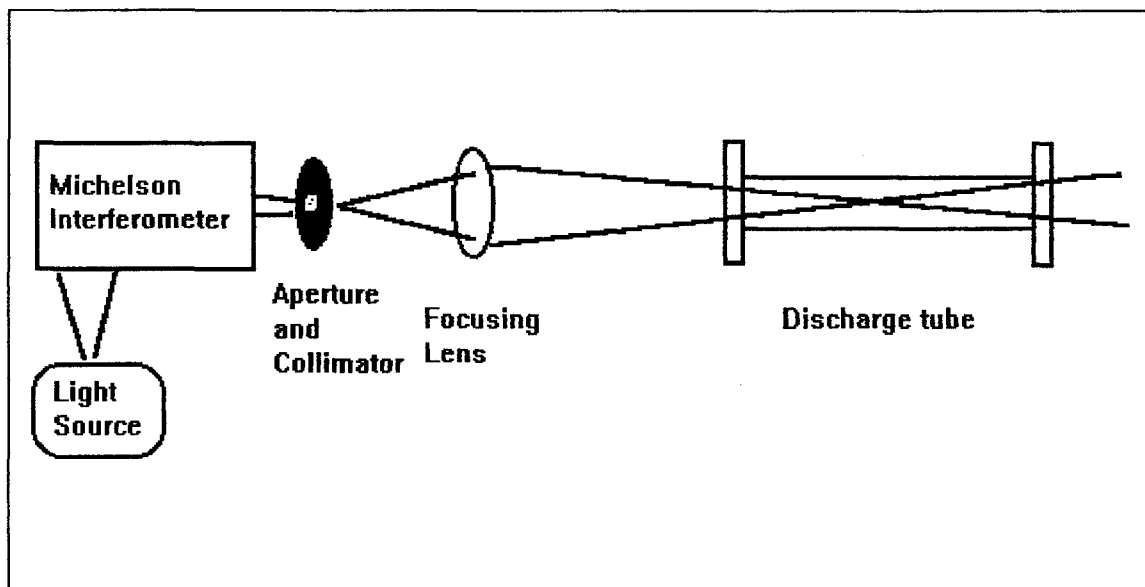 Michelson
Interferometer
Aperture
and
Collimator
Focusing
Lens
Discharge tube
Light
Source